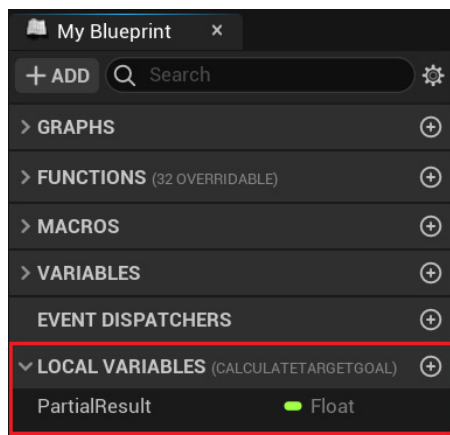 My Blueprint ×
+ ADD Search
GRAPHS
FUNCTIONS (32 OVERRIDABLE)
MACROS
VARIABLES
EVENT DISPATCHERS
LOCAL VARIABLES (CALCULATETARGETGOAL)
PartialResult Float